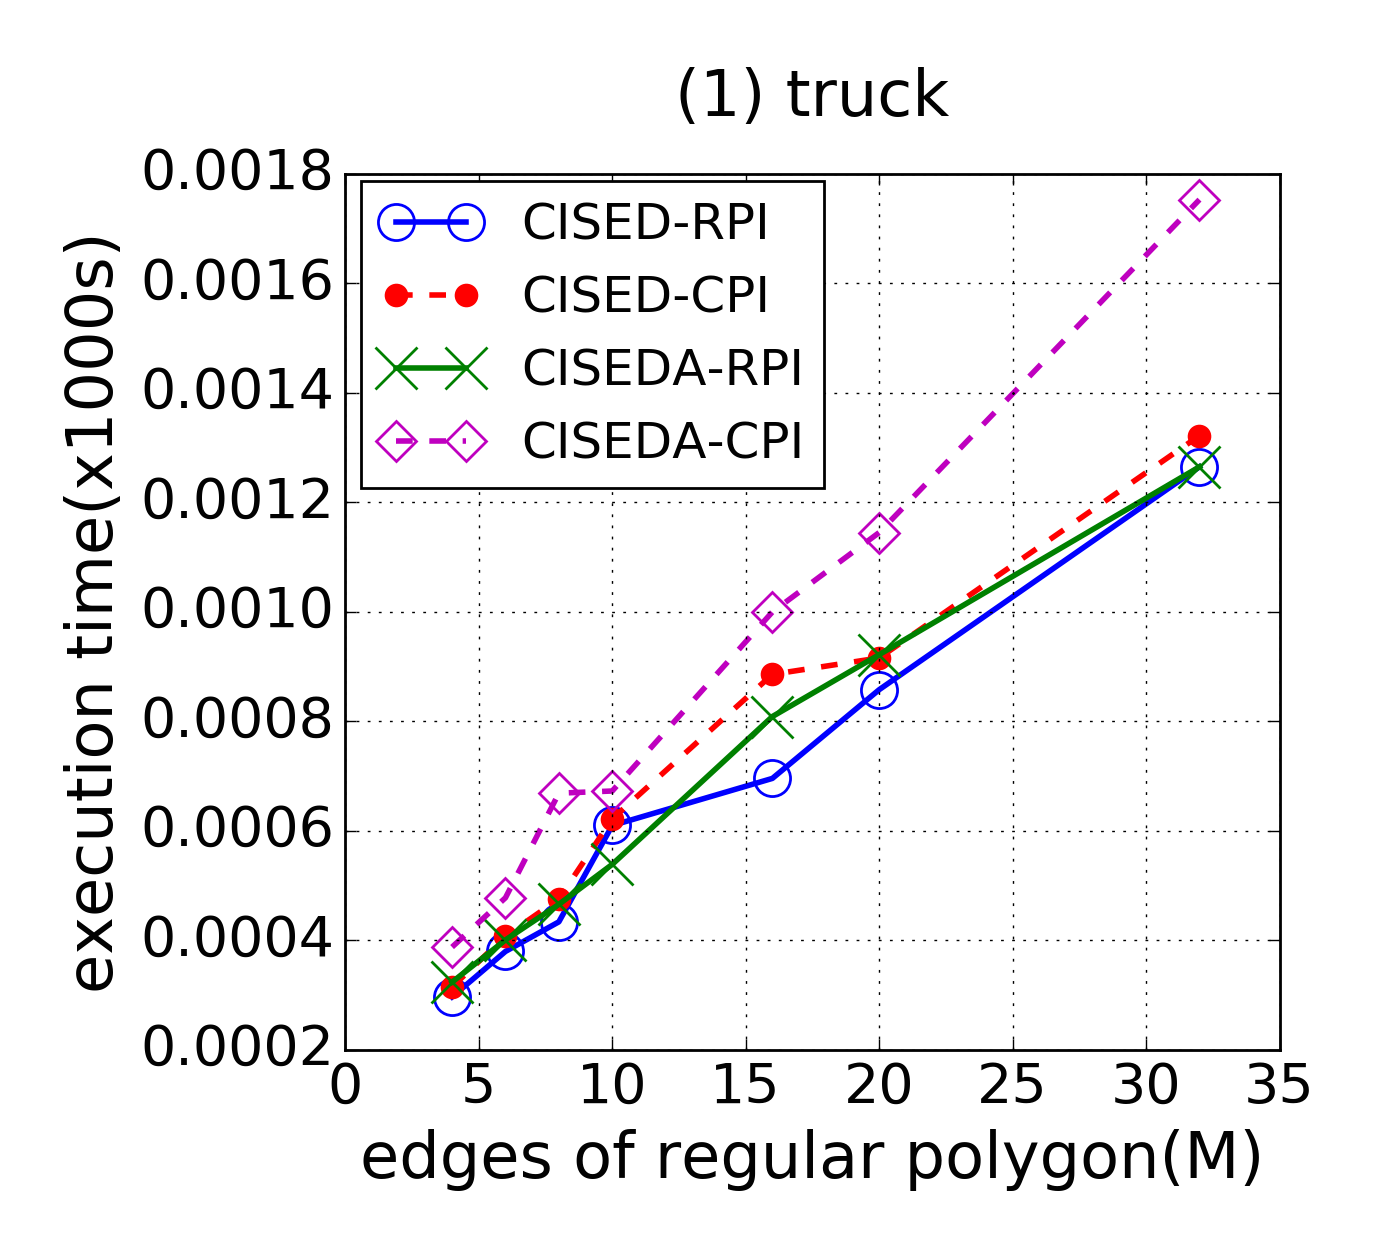 (1) truck
0.0018
0.0016
0.0014
0.0012
0.0010
0.0008
0.0006
0.0004
0.0002
execution time(x1000s)
CISED-RPI
CISED-CPI
CISEDA-RPI
CISEDA-CPI
0 5 10 15 20 25 30 35
edges of regular polygon(M)